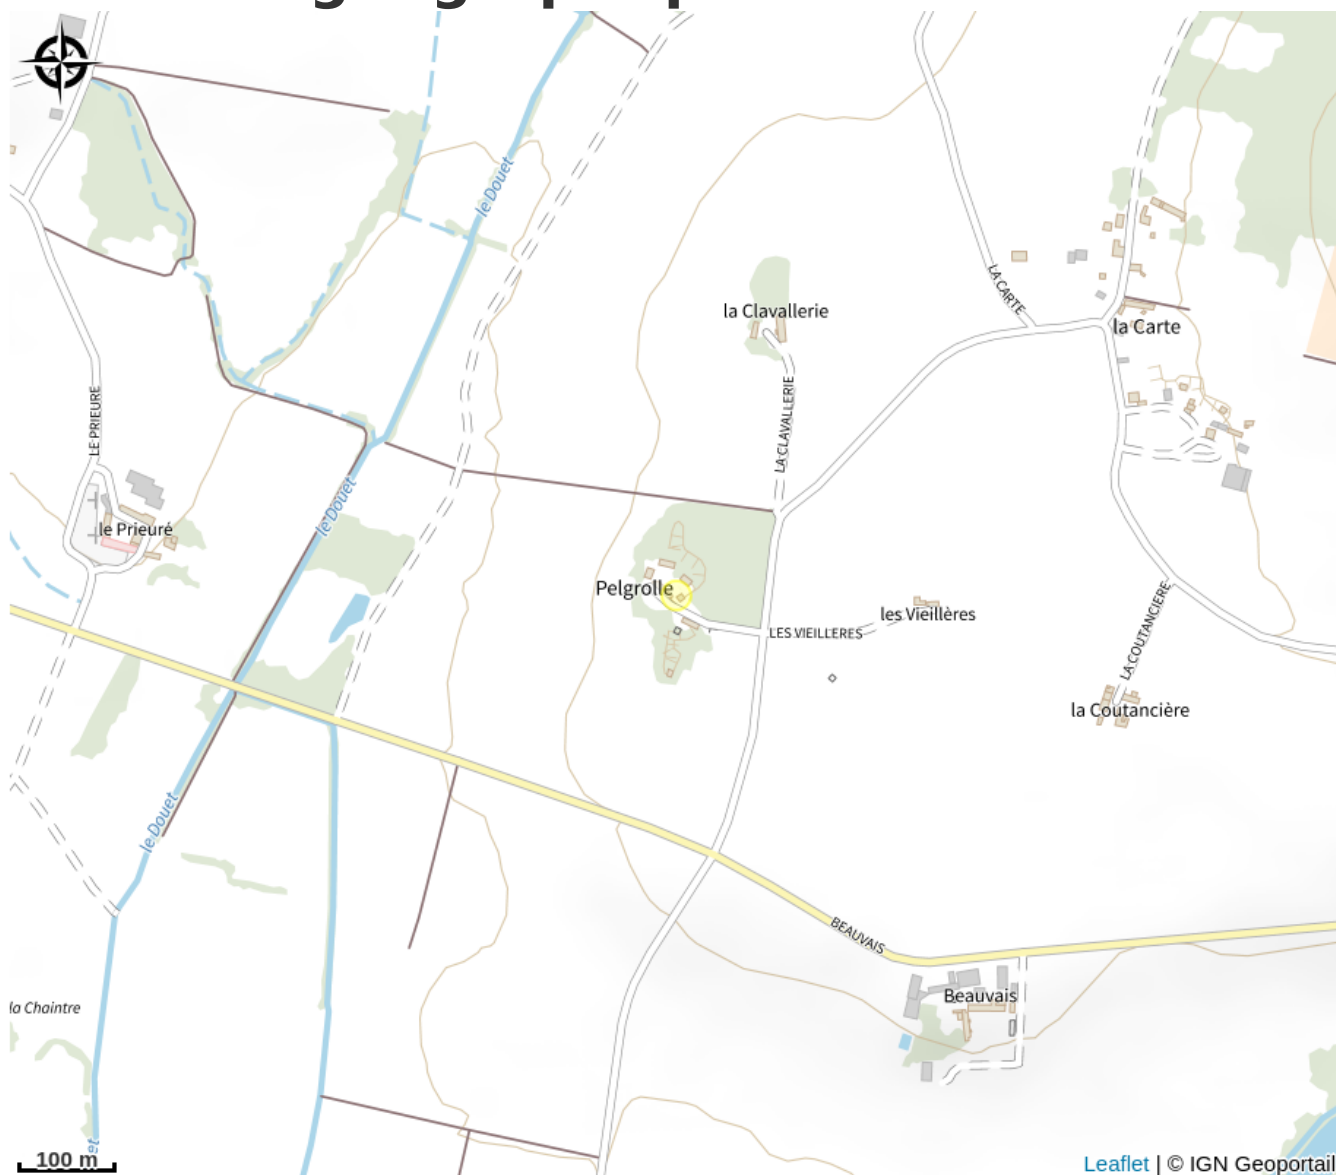 le Douet
la Clavallerie
LA CARTE
la Carte
LE PRIEURE
LA CLAVALLERIE
le Douet
le Prieuré
Pelgrolle
LES VIEILLERES
les Vieillères
LA COUTANCIERE
la Coutancière
le Douet
BEAUVAIS
Beauvais
la Chaintre
100 m
et
Leaflet | © IGN Geoportail